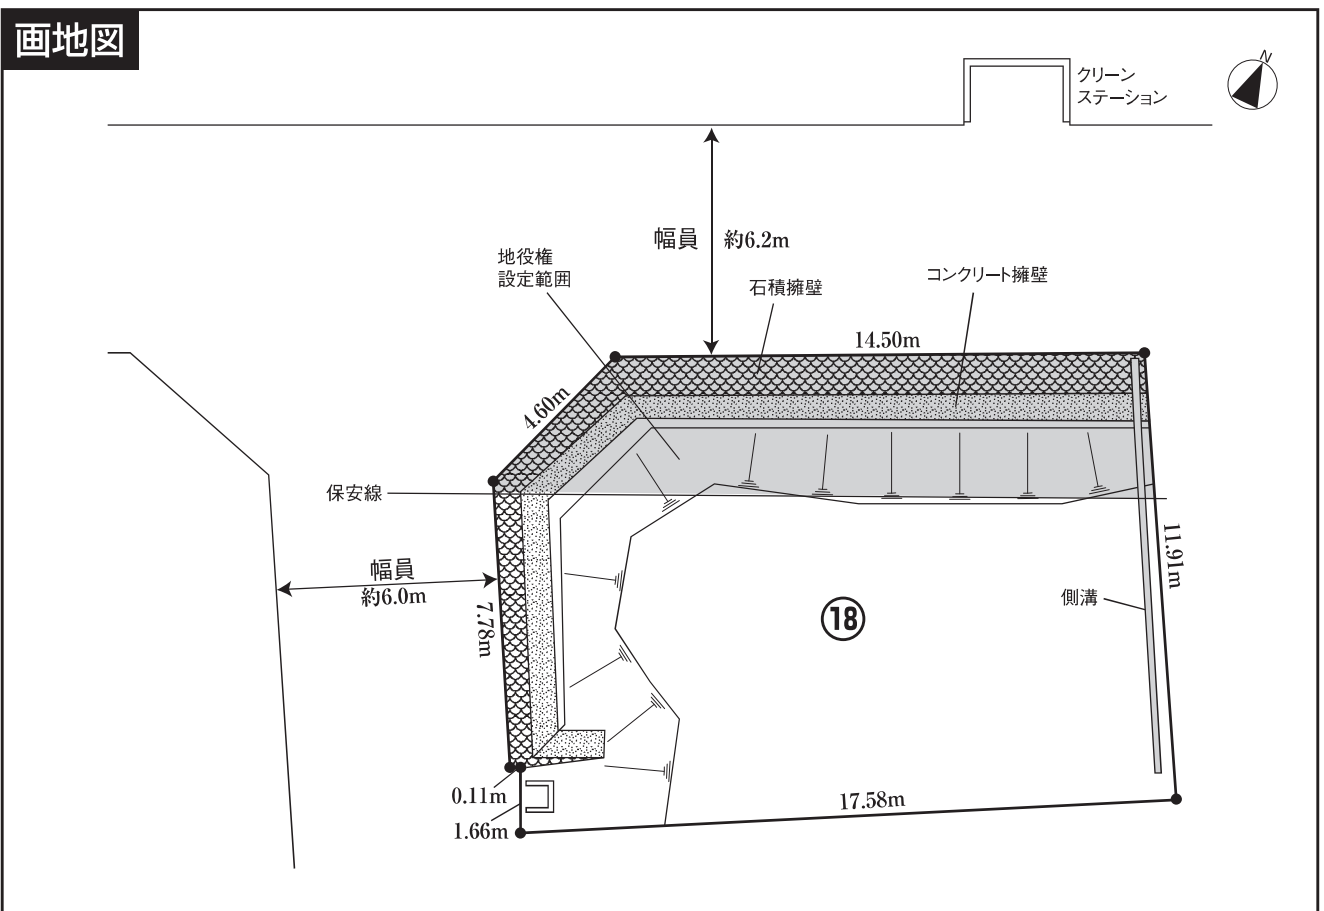 画地図
N
クリーン
ステーション
幅員 約6.2m
地役権
設定範囲
石積擁壁
コンクリート擁壁
14.50m
4.60m
保安線
11.91m
幅員
約6.0m
7.78m
側溝
18
0.11m
1.66m
17.58m